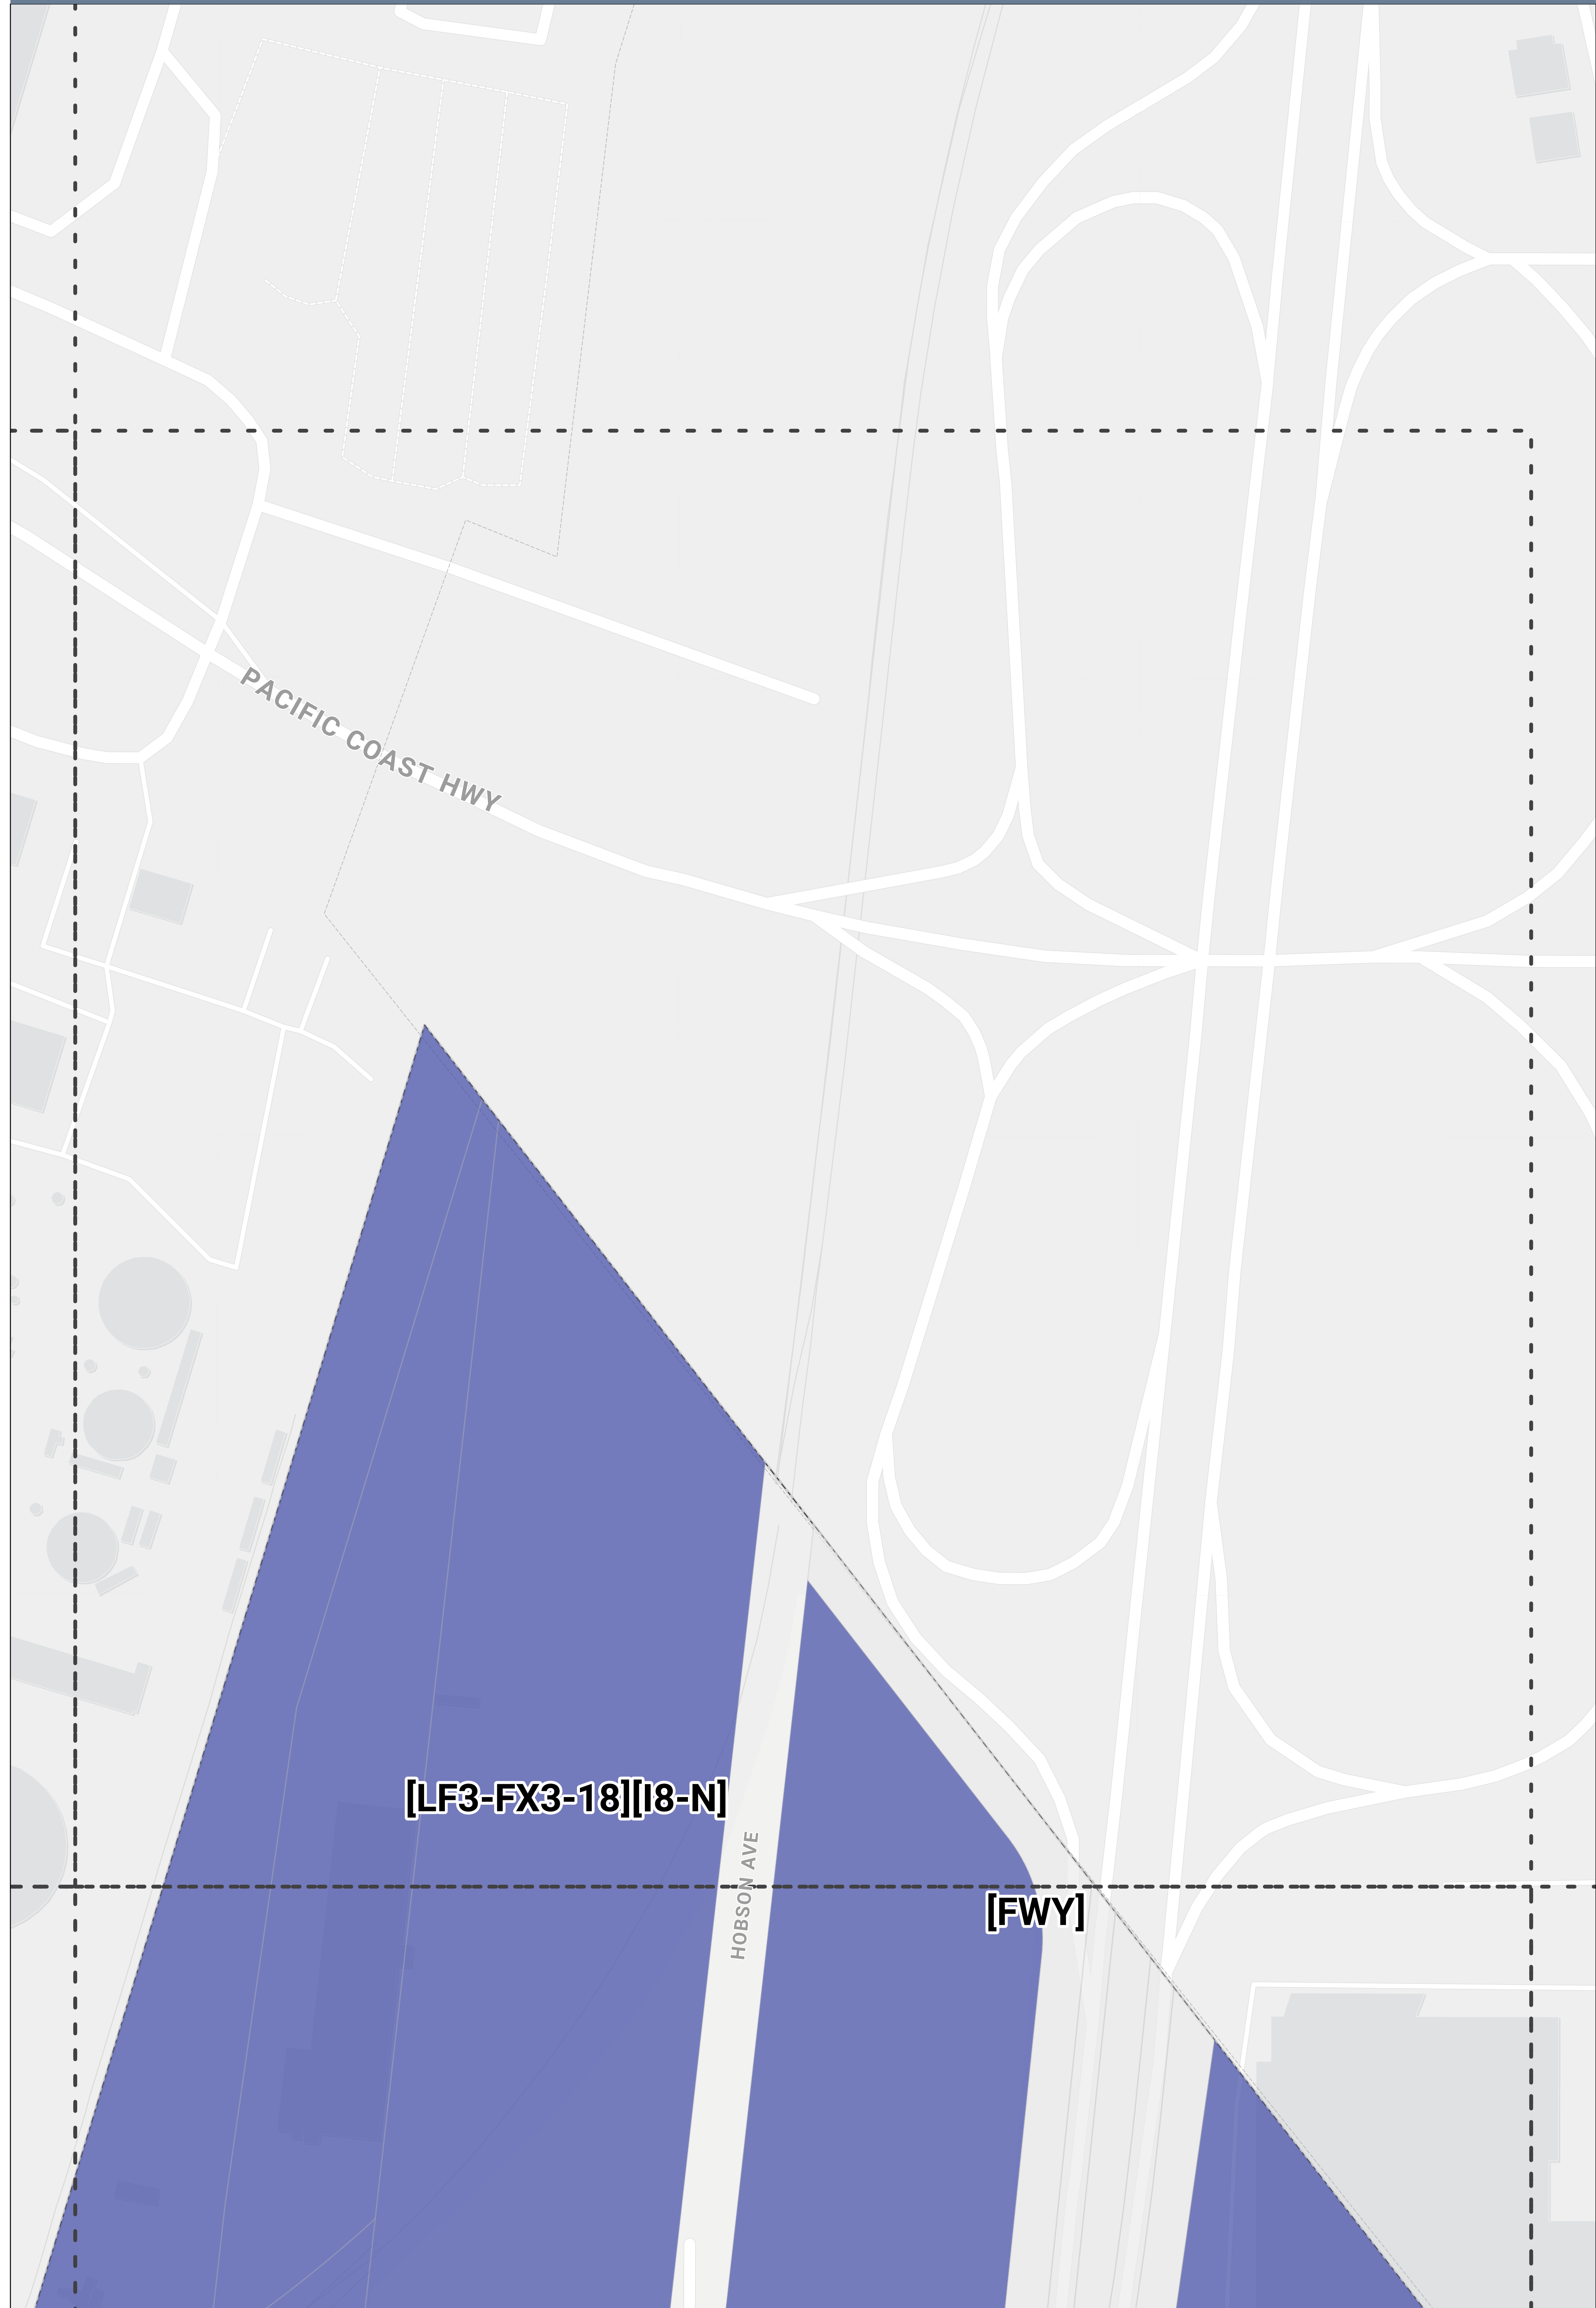 PACIFIC COAST HWY
[LF3-FX3-18][I8-N]
HOBSON AVE
[FWY]